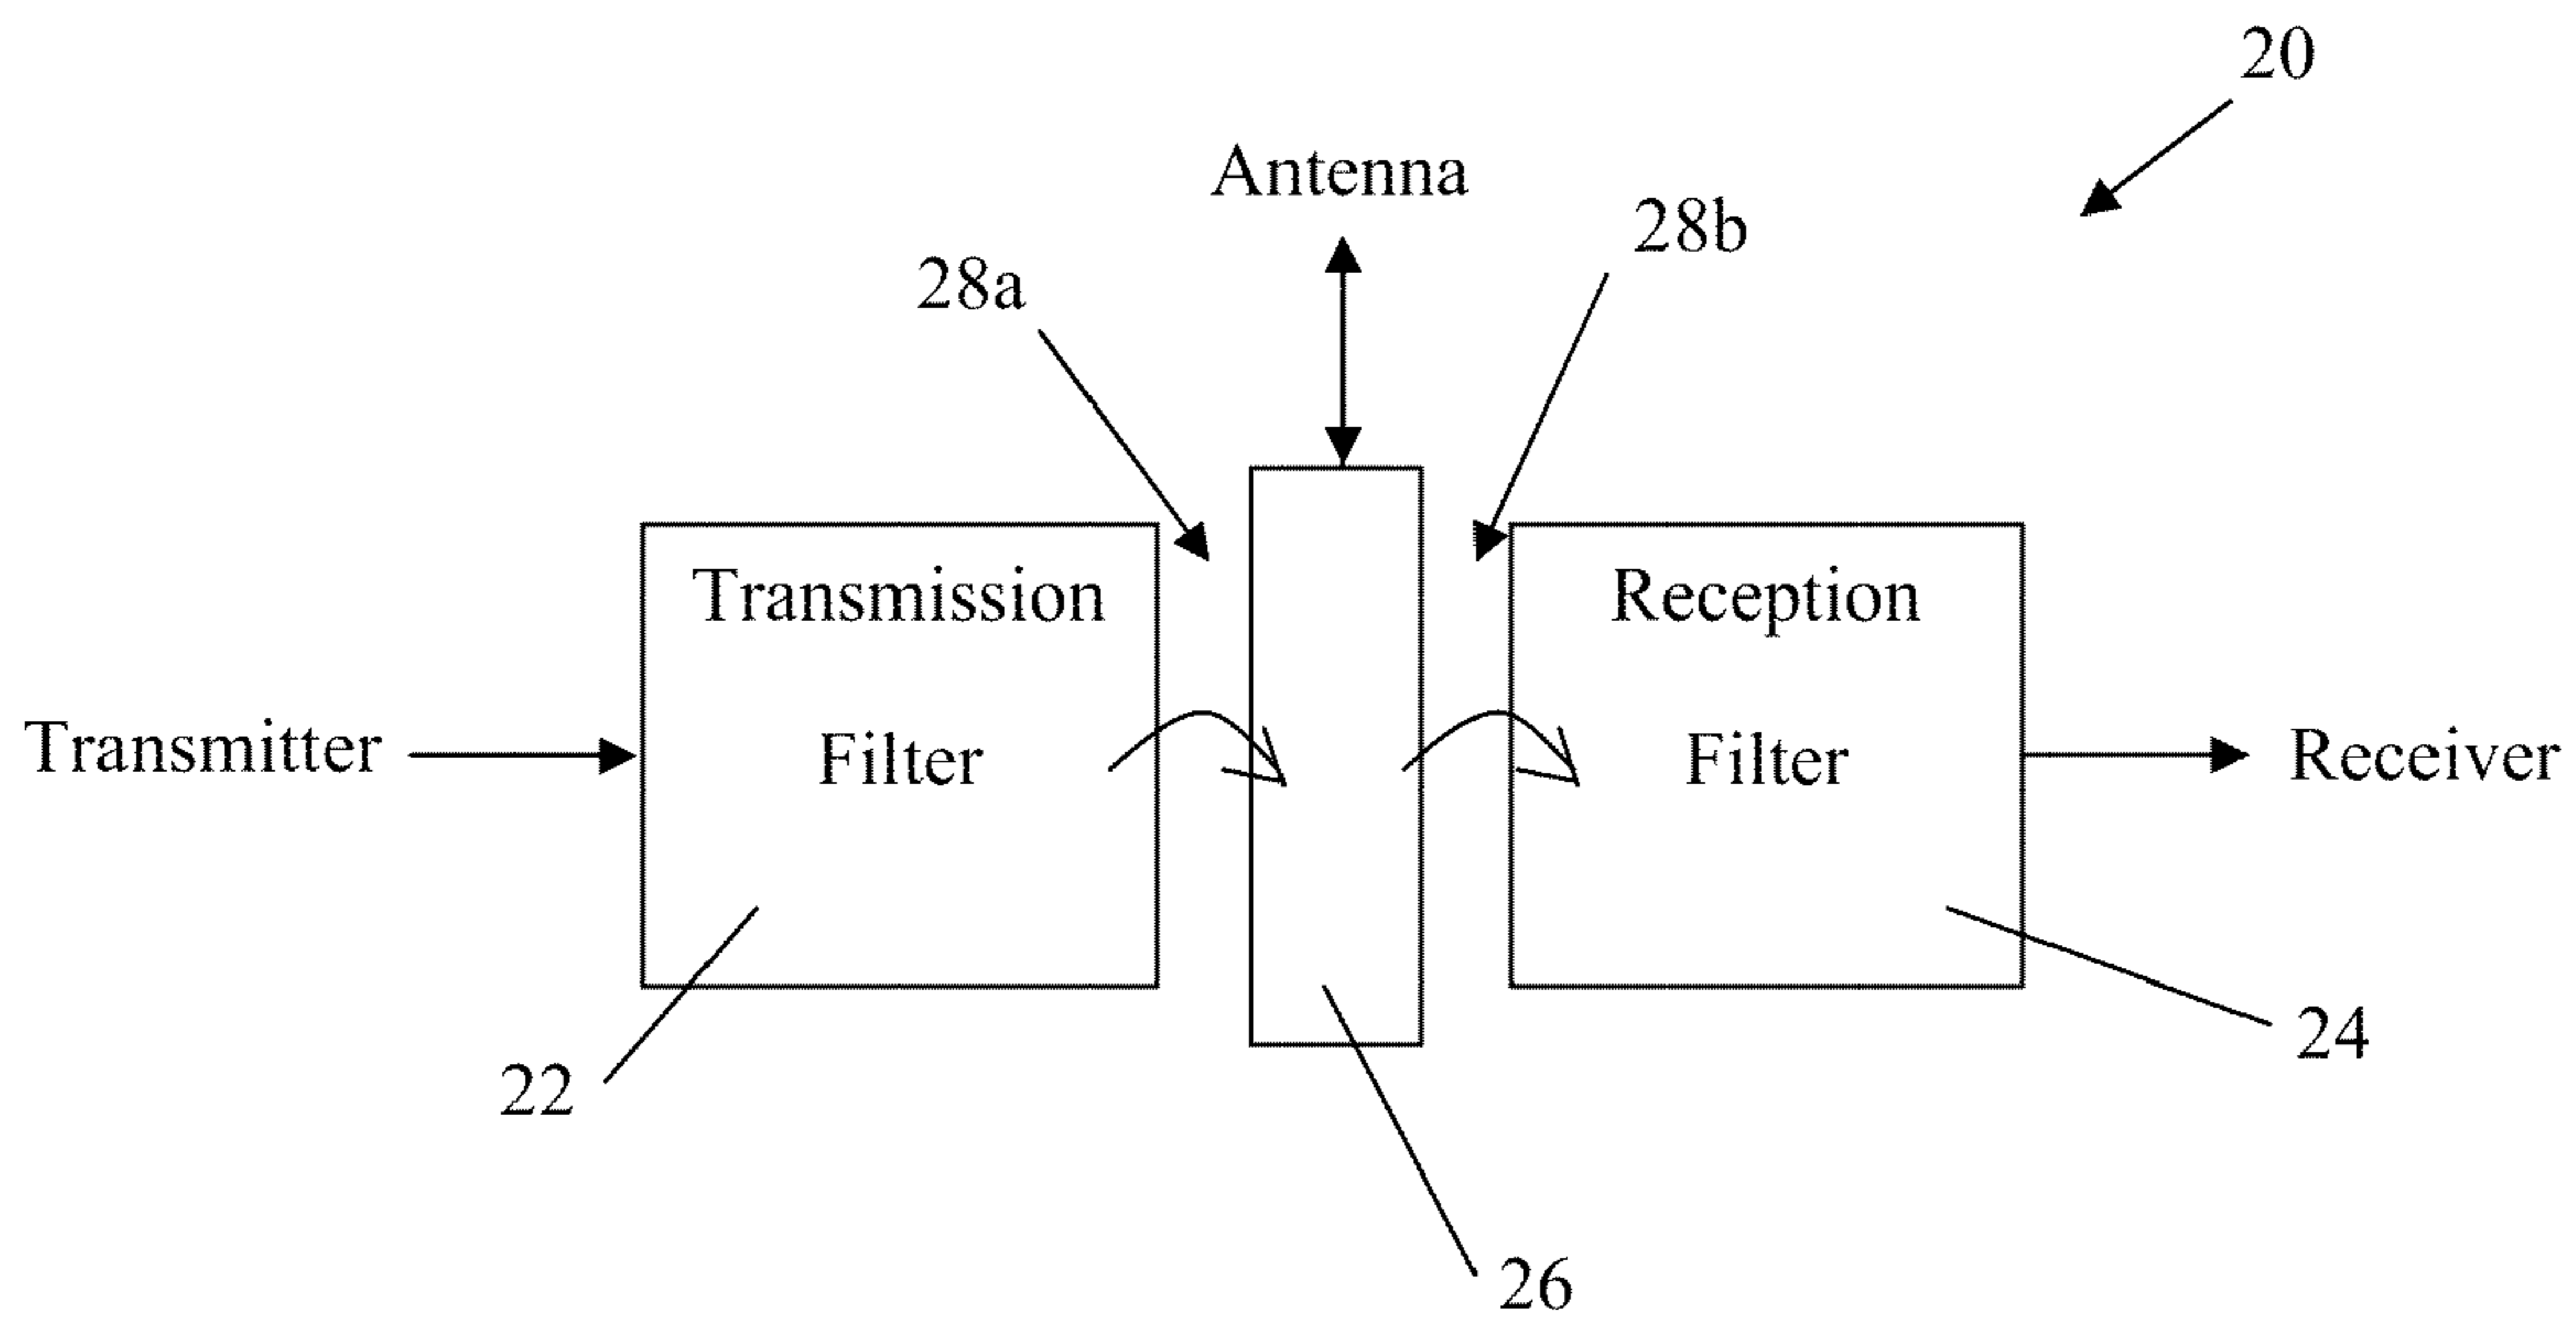 20
Antenna
28b
28a
Transmission
Filter
Reception
Filter
Transmitter
Receiver
22
24
26